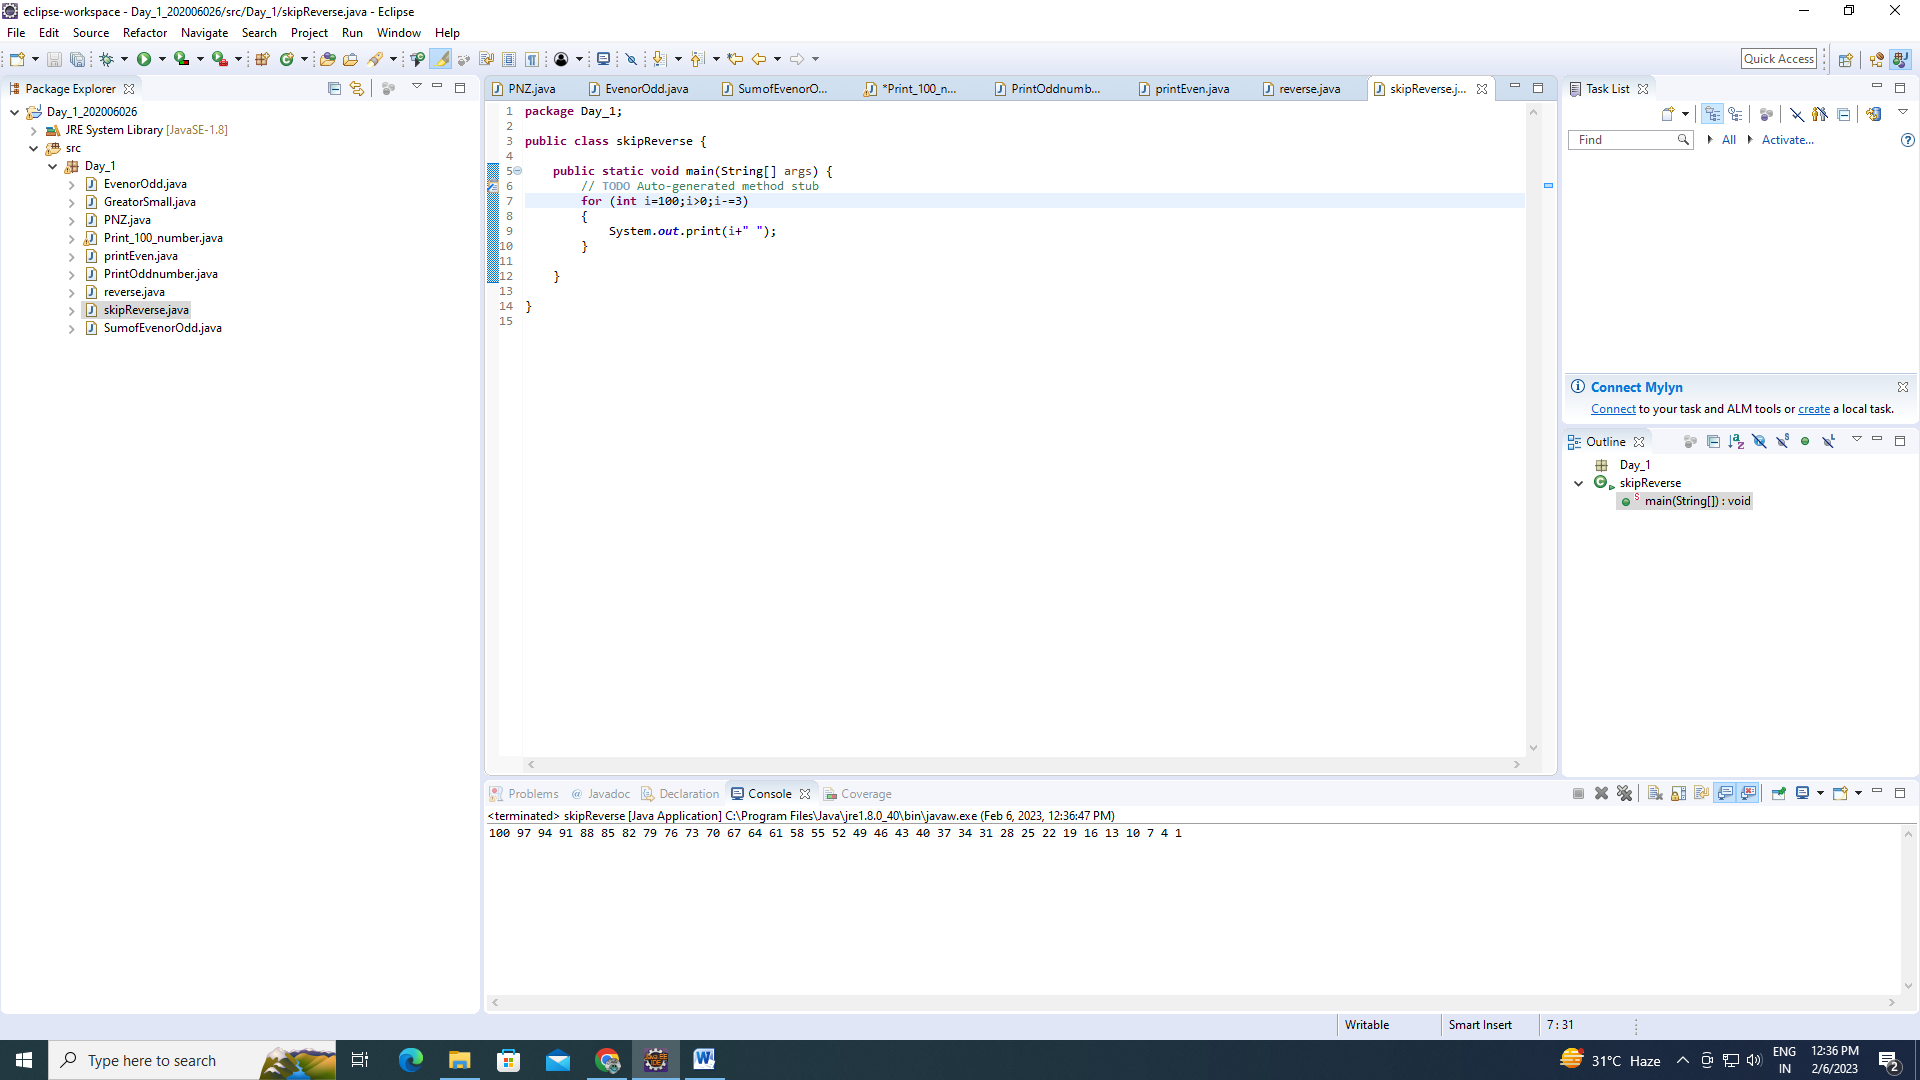 eclipse-workspace - Day_1_202006026/src/Day_1/skipReverse.java - Eclipse
File Edit Source Refactor Navigate Search Project Run Window Help
Quick Access
Package Explorer
Day_1_202006026
JRE System Library [JavaSE-1.8]
src
Day_1
EvenorOdd.java
GreatorSmall.java
PNZ.java
Print_100_number.java
printEven.java
PrintOddnumber.java
reverse.java
skipReverse.java
SumofEvenorOdd.java
PNZ.java EvenorOdd.java SumofEvenorO... *Print_100_n... PrintOddnumb... printEven.java reverse.java skipReverse.j...
1 package Day_1;
2
3 public class skipReverse {
4
5 public static void main(String[] args) {
6 // TODO Auto-generated method stub
7 for (int i=100;i>0;i-=3)
8 {
9 System.out.print(i+" ");
10 }
11
12 }
13
14 }
15
Task List
Find All Activate...
Connect Mylyn
Connect to your task and ALM tools or create a local task.
Outline
Day_1
skipReverse
main(String[]) : void
Problems Javadoc Declaration Console Coverage
<terminated> skipReverse [Java Application] C:\Program Files\Java\jre1.8.0_40\bin\javaw.exe (Feb 6, 2023, 12:36:47 PM)
100 97 94 91 88 85 82 79 76 73 70 67 64 61 58 55 52 49 46 43 40 37 34 31 28 25 22 19 16 13 10 7 4 1
Writable Smart Insert 7 : 31
Type here to search
31°C Haze
ENG
IN
12:36 PM
2/6/2023
2